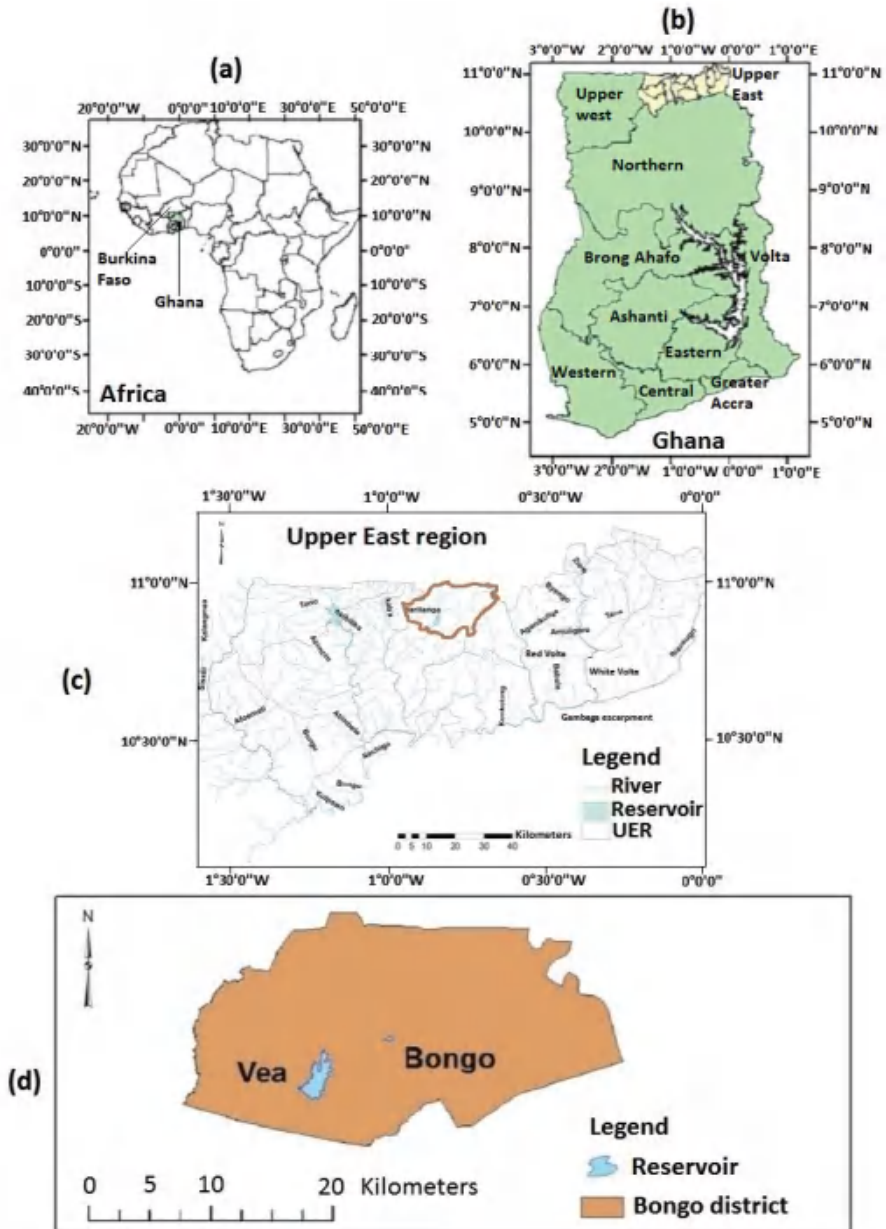 (a)
20°0'0"W 0°0'0"E 10°0'0"E 30°0'0"E 50°0'0"E
30°0'0"N 30°0'0"N
20°0'0"N 20°0'0"N
10°0'0"N 10°0'0"N
0°0'0"S 0°0'0"S
10°0'0"S 10°0'0"S
20°0'0"S 20°0'0"S
30°0'0"S 30°0'0"S
40°0'0"S 40°0'0"S
Burkina
Faso
Ghana
Africa
20°0'0"W 0°0'0"E 10°0'0"E 30°0'0"E 50°0'0"E
(b)
3°0'0"W 2°0'0"W 1°0'0"W 0°0'0"E 1°0'0"E
11°0'0"N 11°0'0"N
10°0'0"N 10°0'0"N
9°0'0"N 9°0'0"N
8°0'0"N 8°0'0"N
7°0'0"N 7°0'0"N
6°0'0"N 6°0'0"N
5°0'0"N 5°0'0"N
Upper
East
Upper
west
Northern
Brong Ahafo
Volta
Ashanti
Eastern
Western
Central
Greater
Accra
Ghana
3°0'0"W 2°0'0"W 1°0'0"W 0°0'0"E 1°0'0"E
(c)
1°30'0"W 1°0'0"W 0°30'0"W 0°0'0"
Upper East region
11°0'0"N 11°0'0"N
10°30'0"N 10°30'0"N
Tono
Red Volta
White Volte
Gambaga escarpment
Legend
River
Reservoir
UER
Kilometers
0 5 10 20 30 40
1°30'0"W 1°0'0"W 0°30'0"W 0°0'0"
(d)
N
S
Vea
Bongo
Legend
Reservoir
Bongo district
0 5 10 20 Kilometers